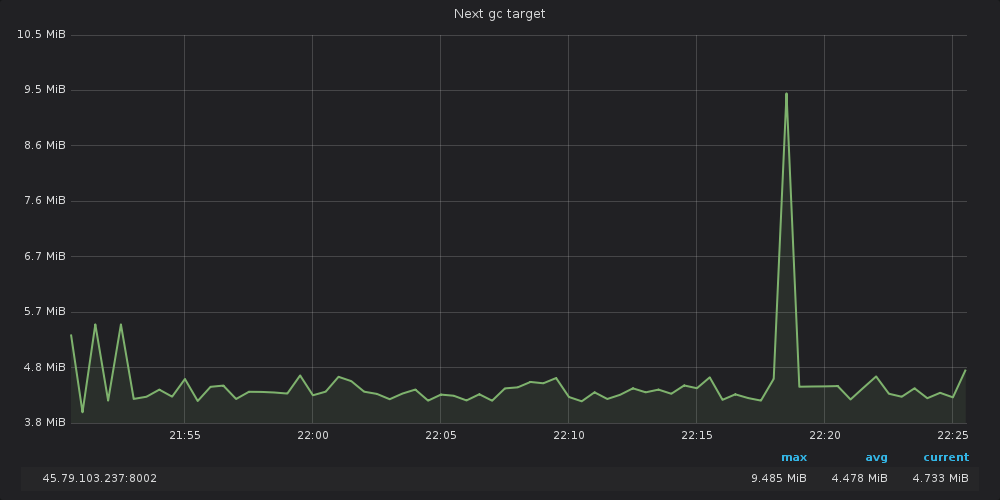 Next gc target
10.5 MiB
9.5 MiB
8.6 MiB
7.6 MiB
6.7 MiB
5.7 MiB
4.8 MiB
3.8 MiB
21:55 22:00 22:05 22:10 22:15 22:20 22:25
max avg current
45.79.103.237:8002 9.485 MiB 4.478 MiB 4.733 MiB